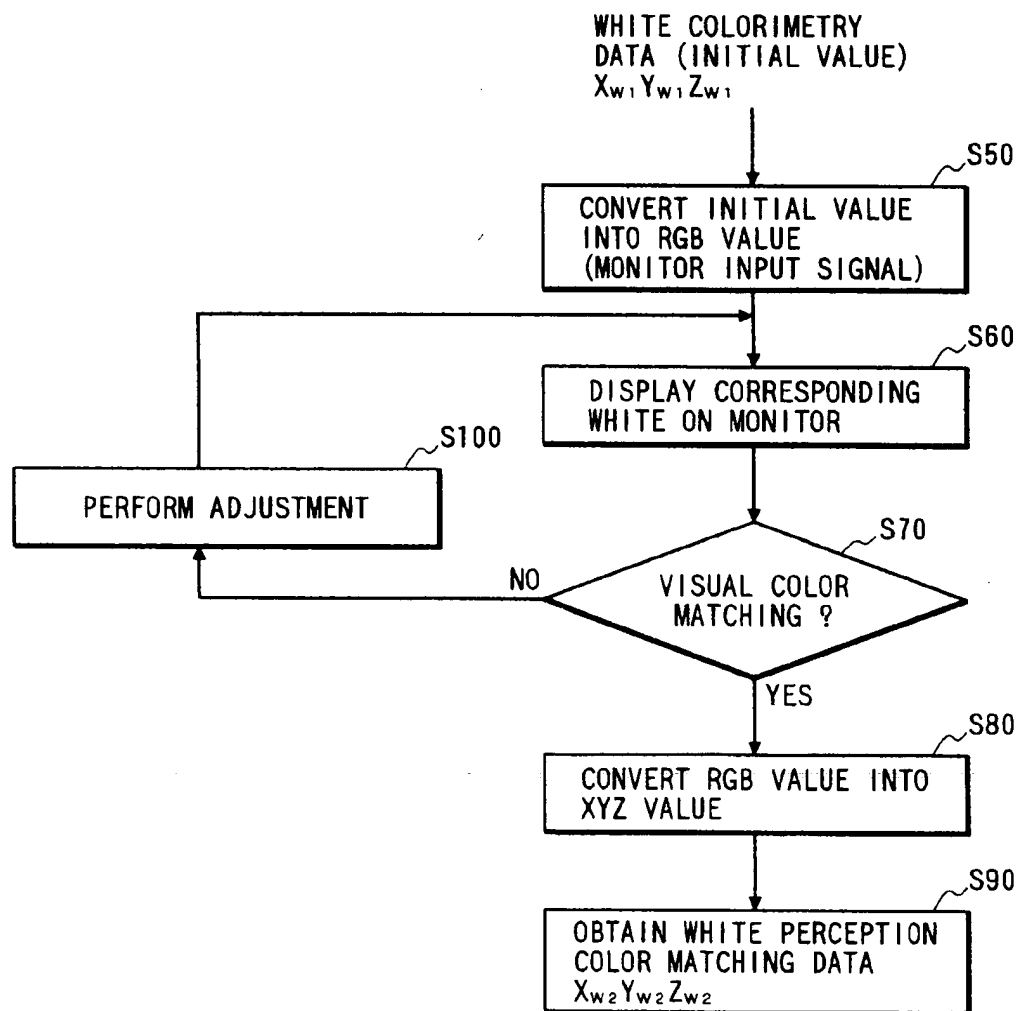 WHITE COLORIMETRY
DATA (INITIAL VALUE)
Xw1Yw1Zw1
S50
CONVERT INITIAL VALUE
INTO RGB VALUE
(MONITOR INPUT SIGNAL)
S60
DISPLAY CORRESPONDING
WHITE ON MONITOR
S100
PERFORM ADJUSTMENT
S70
NO
VISUAL COLOR
MATCHING ?
YES
S80
CONVERT RGB VALUE INTO
XYZ VALUE
S90
OBTAIN WHITE PERCEPTION
COLOR MATCHING DATA
Xw2Yw2Zw2